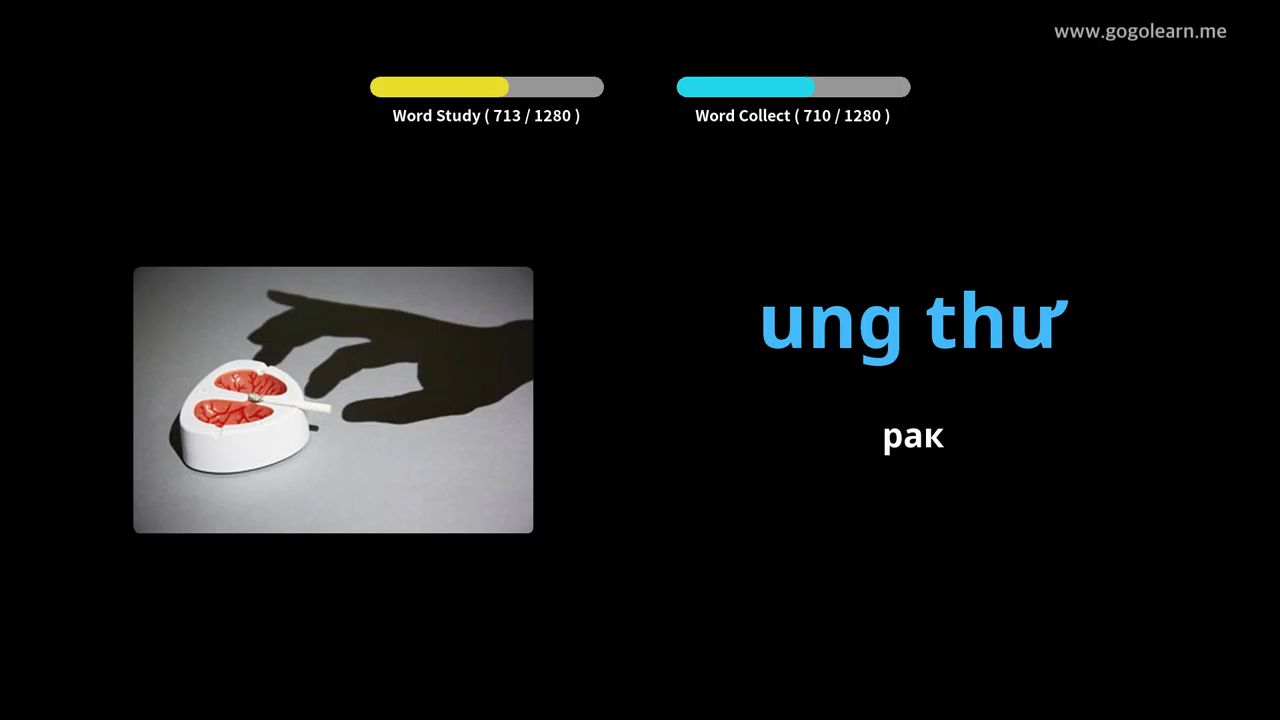 www.gogolearn.me
Word Study ( 713 / 1280 )
Word Collect ( 710 / 1280 )
ung thư
рак